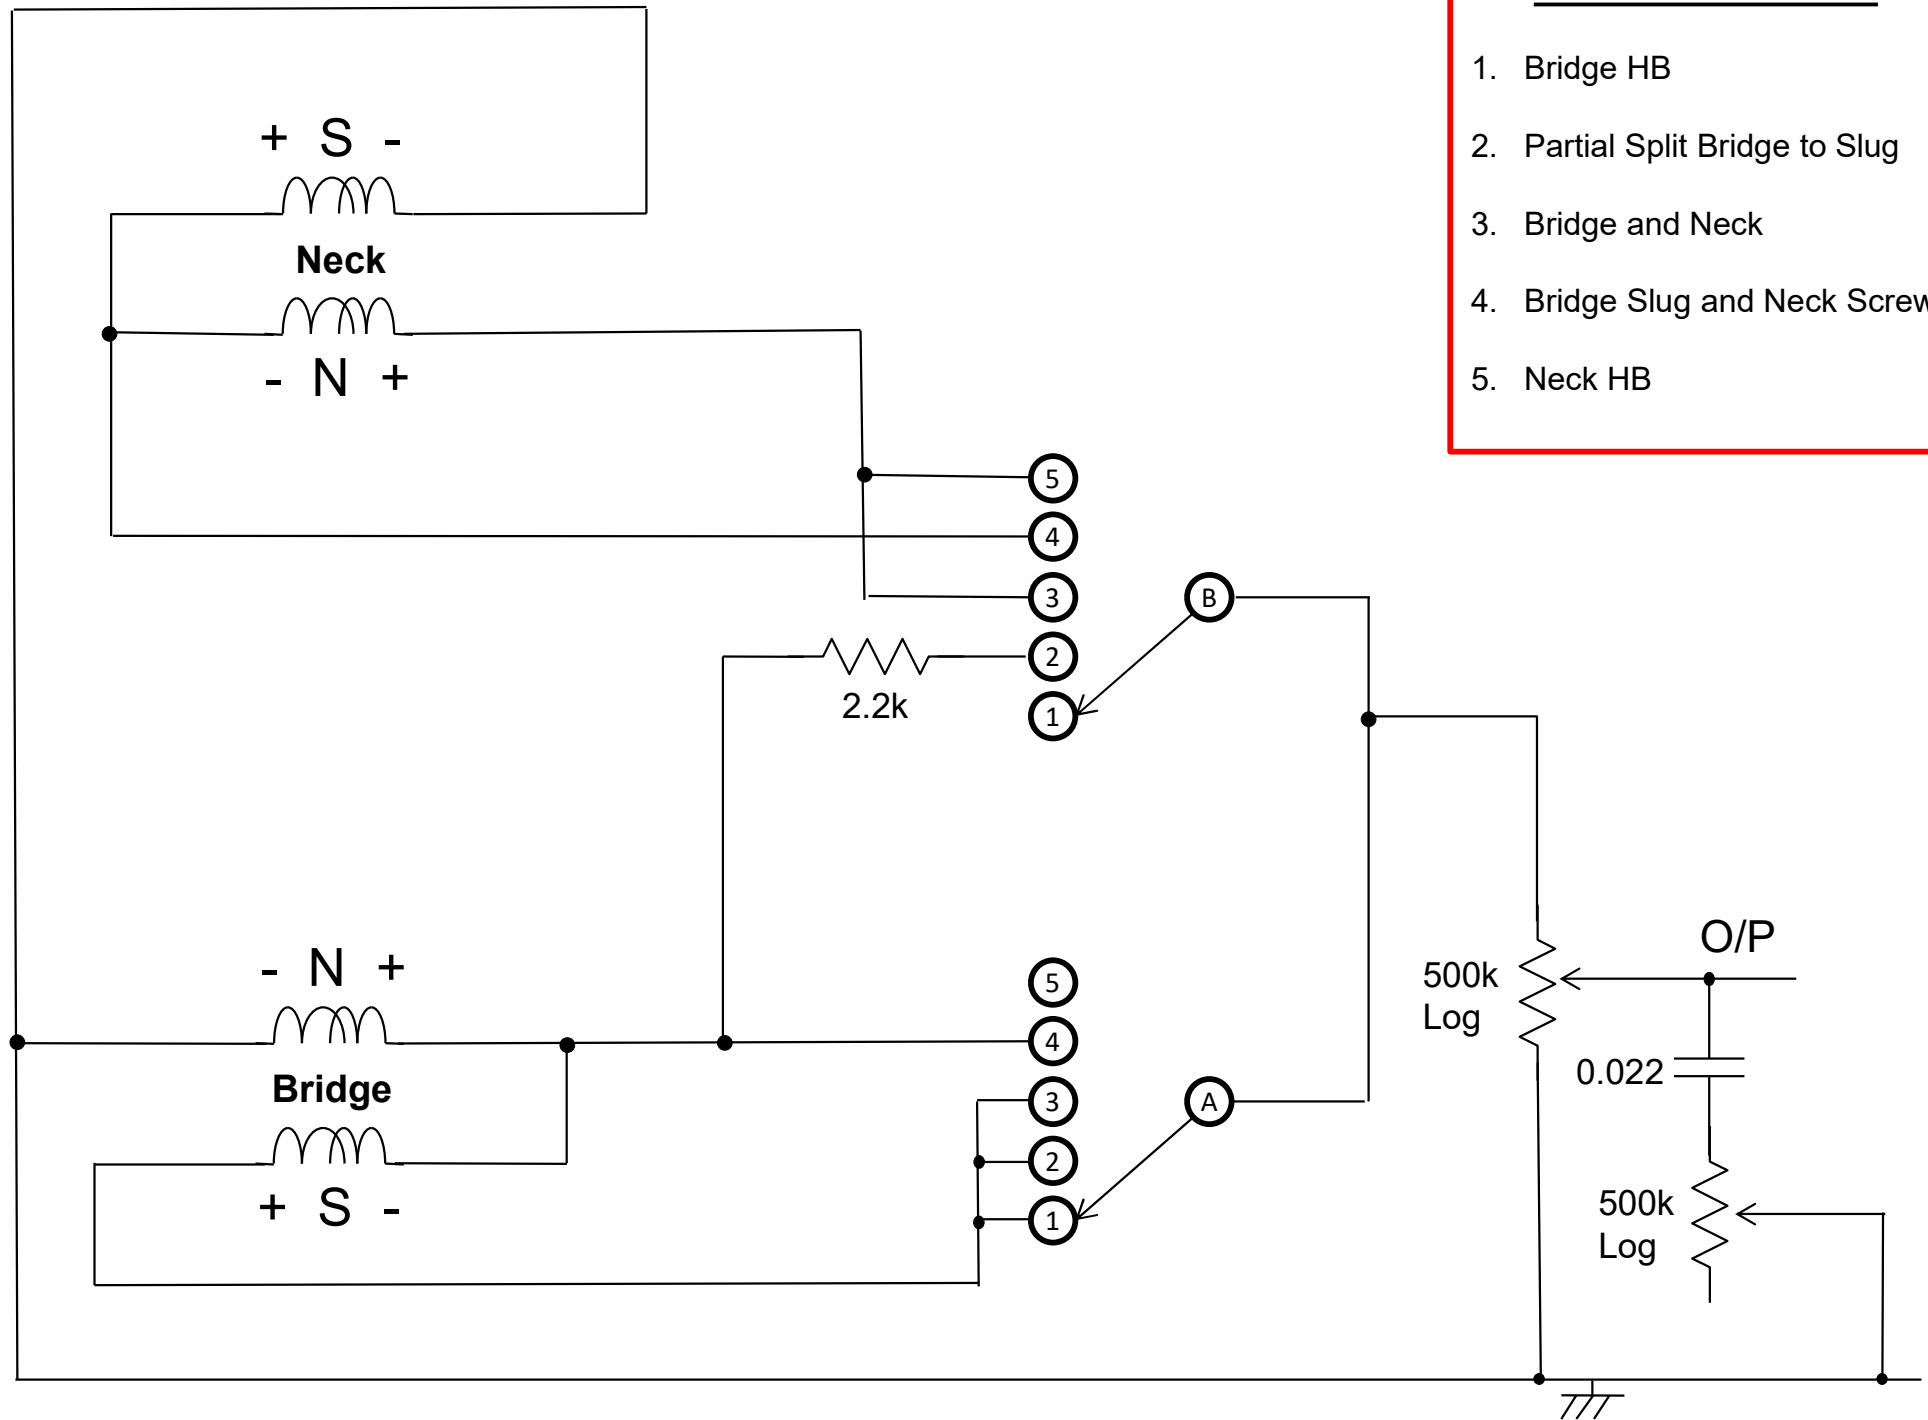 1. Bridge HB
2. Partial Split Bridge to Slug
3. Bridge and Neck
4. Bridge Slug and Neck Screw
5. Neck HB
+ S -
Neck
- N +
5
4
3
2
1
B
2.2k
- N +
Bridge
+ S -
5
4
3
2
1
A
500k
Log
O/P
0.022
500k
Log